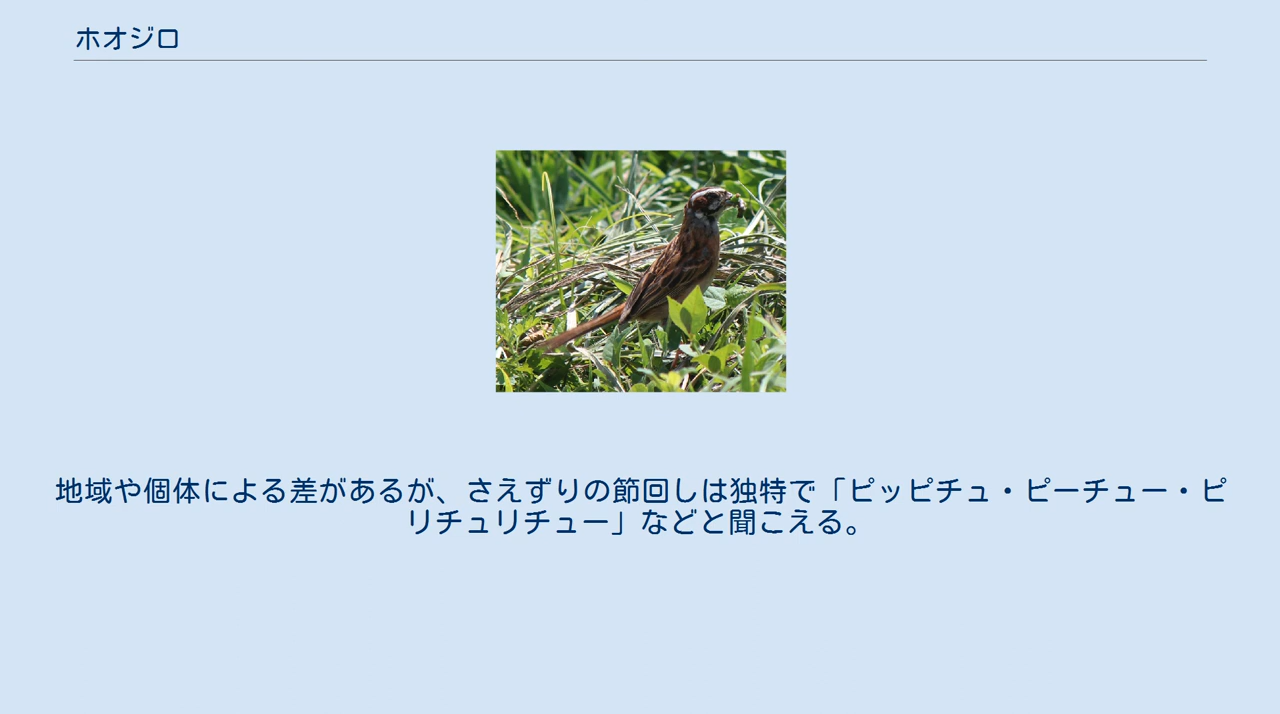 ホオジロ
地域や個体による差があるが、さえずりの節回しは独特で「ピッピチュ・ピーチュー・ピ
リチュリチュー」などと聞こえる。